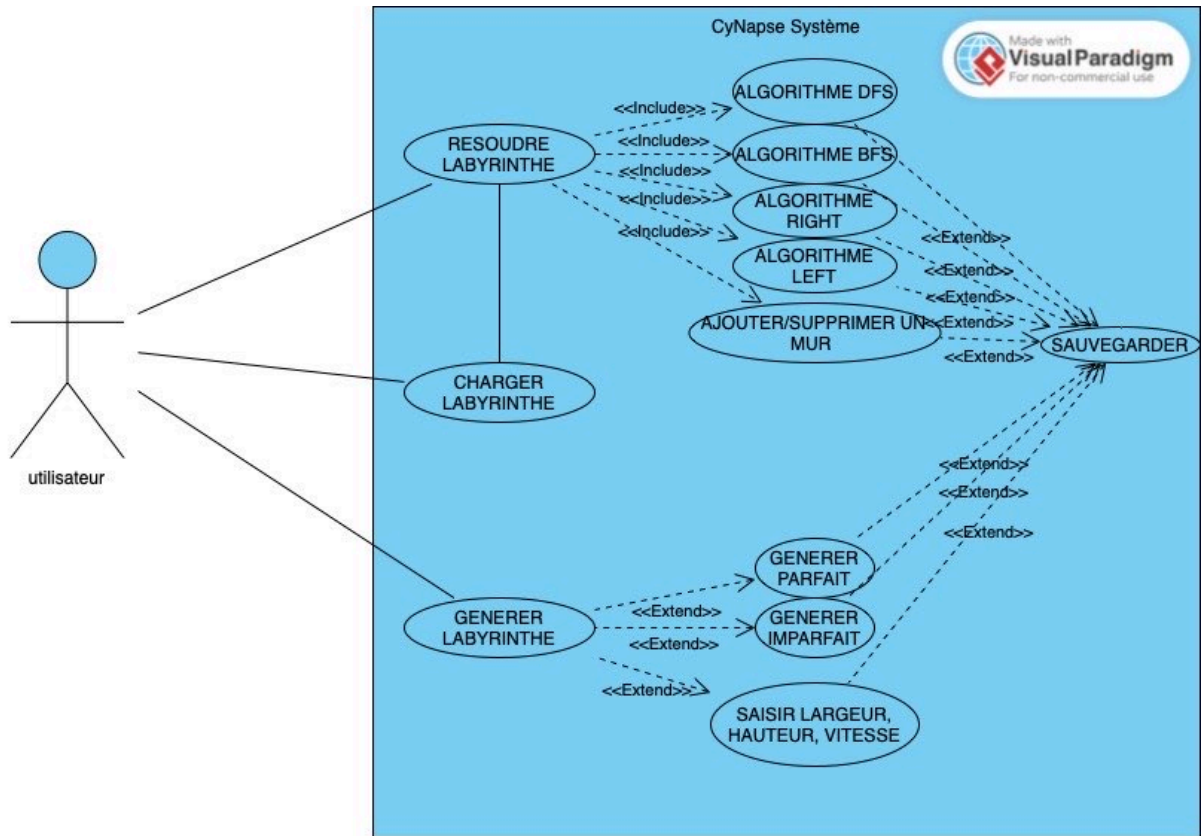 CyNapse Système
Made with
Visual Paradigm
For non-commercial use
ALGORITHME DFS
<<Include>>
RESOUDRE
LABYRINTHE
<<Include>>
ALGORITHME BFS
<<Include>>
<<Include>>
ALGORITHME
RIGHT
<<Include>>
<<Extend>>
ALGORITHME
LEFT
<<Extend>>
<<Extend>>
AJOUTER/SUPPRIMER UN
MUR
<<Extend>>
<<Extend>>
SAUVEGARDER
CHARGER
LABYRINTHE
utilisateur
<<Extend>>
<<Extend>>
<<Extend>>
GENERER
PARFAIT
<<Extend>>
GENERER
LABYRINTHE
GENERER
IMPARFAIT
<<Extend>>
<<Extend>>
SAISIR LARGEUR,
HAUTEUR, VITESSE